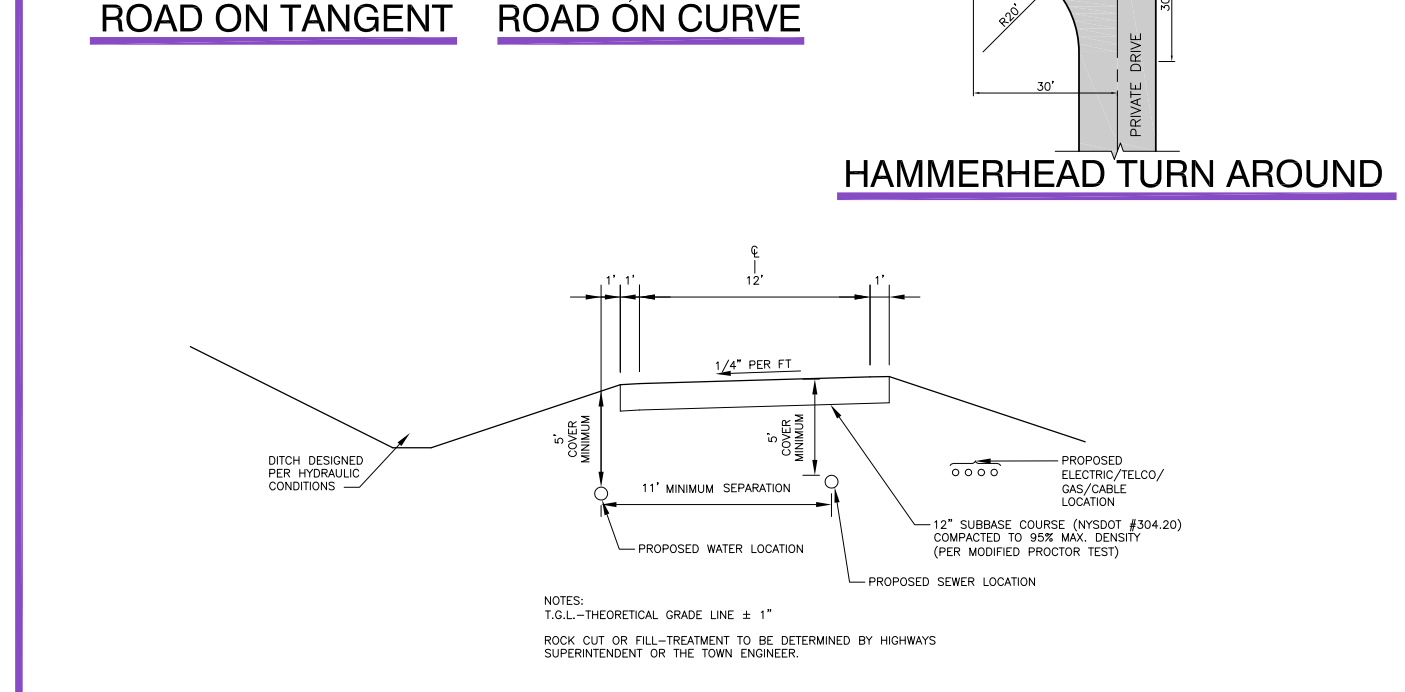 ROAD ON TANGENT
ROAD ON CURVE
R20'
30'
30
PRIVATE DRIVE
HAMMERHEAD TURN AROUND
℄
1' 1' 12' 1'
1/4" PER FT
5'
COVER
MINIMUM
5'
COVER
MINIMUM
DITCH DESIGNED
PER HYDRAULIC
CONDITIONS
11' MINIMUM SEPARATION
PROPOSED
ELECTRIC/TELCO/
GAS/CABLE
LOCATION
12" SUBBASE COURSE (NYSDOT #304.20)
COMPACTED TO 95% MAX. DENSITY
(PER MODIFIED PROCTOR TEST)
PROPOSED WATER LOCATION
PROPOSED SEWER LOCATION
NOTES:
T.G.L.-THEORETICAL GRADE LINE ± 1"
ROCK CUT OR FILL-TREATMENT TO BE DETERMINED BY HIGHWAYS
SUPERINTENDENT OR THE TOWN ENGINEER.